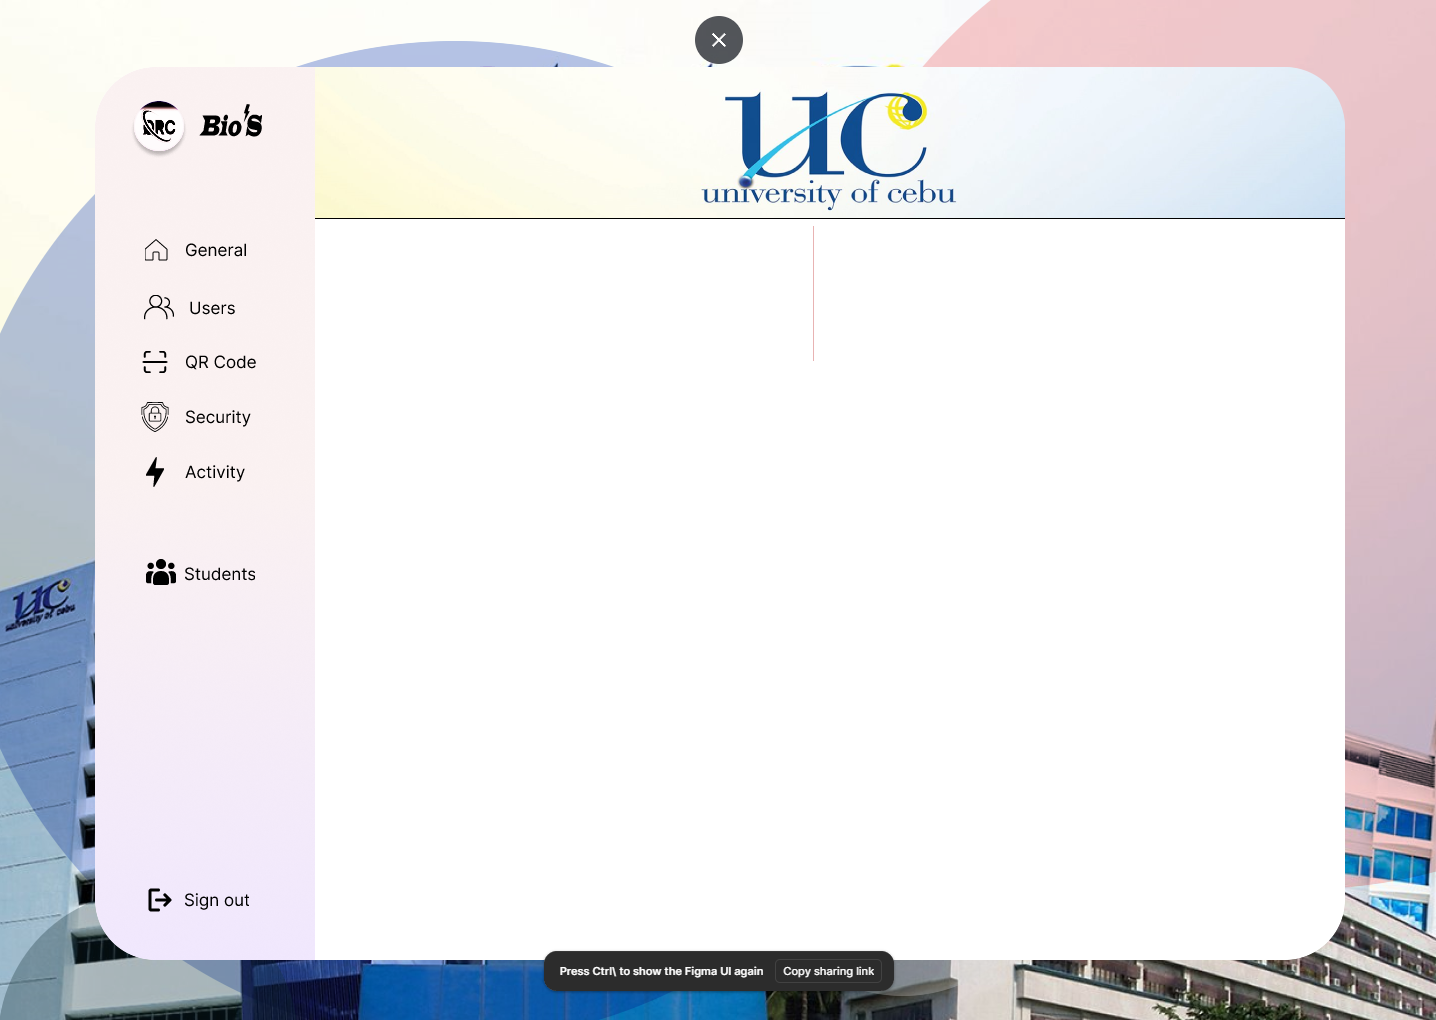 QRC
Bio'S
uc
university of cebu
General
Users
QR Code
Security
Activity
Students
uc
university of cebu
Sign out
Press Ctrl\ to show the Figma UI again
Copy sharing link